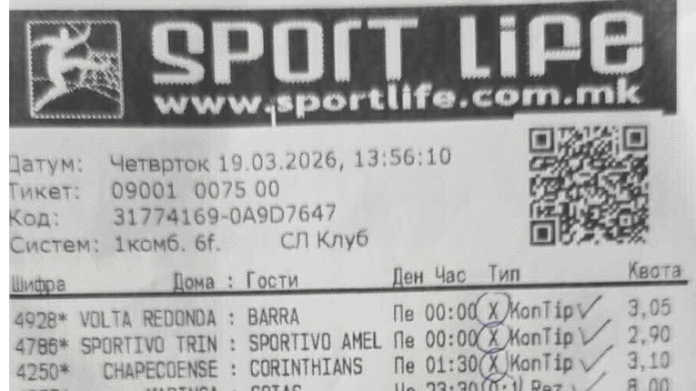 SPORT LIFE
www.sportlife.com.mk
Датум: Четврток 19.03.2026, 13:56:10
Тикет: 09001 0075 00
Код: 31774169-0A9D7647
Систем: 1комб. 6f. СЛ Клуб
Шифра Дома : Гости Ден Час Тип Квота
4928* VOLTA REDONDA : BARRA Пе 00:00 X KonTip 3,05
4786* SPORTIVO TRIN : SPORTIVO AMEL Пе 00:00 X KonTip 2,90
4250* CHAPECOENSE : CORINTHIANS Пе 01:30 X KonTip 3,10